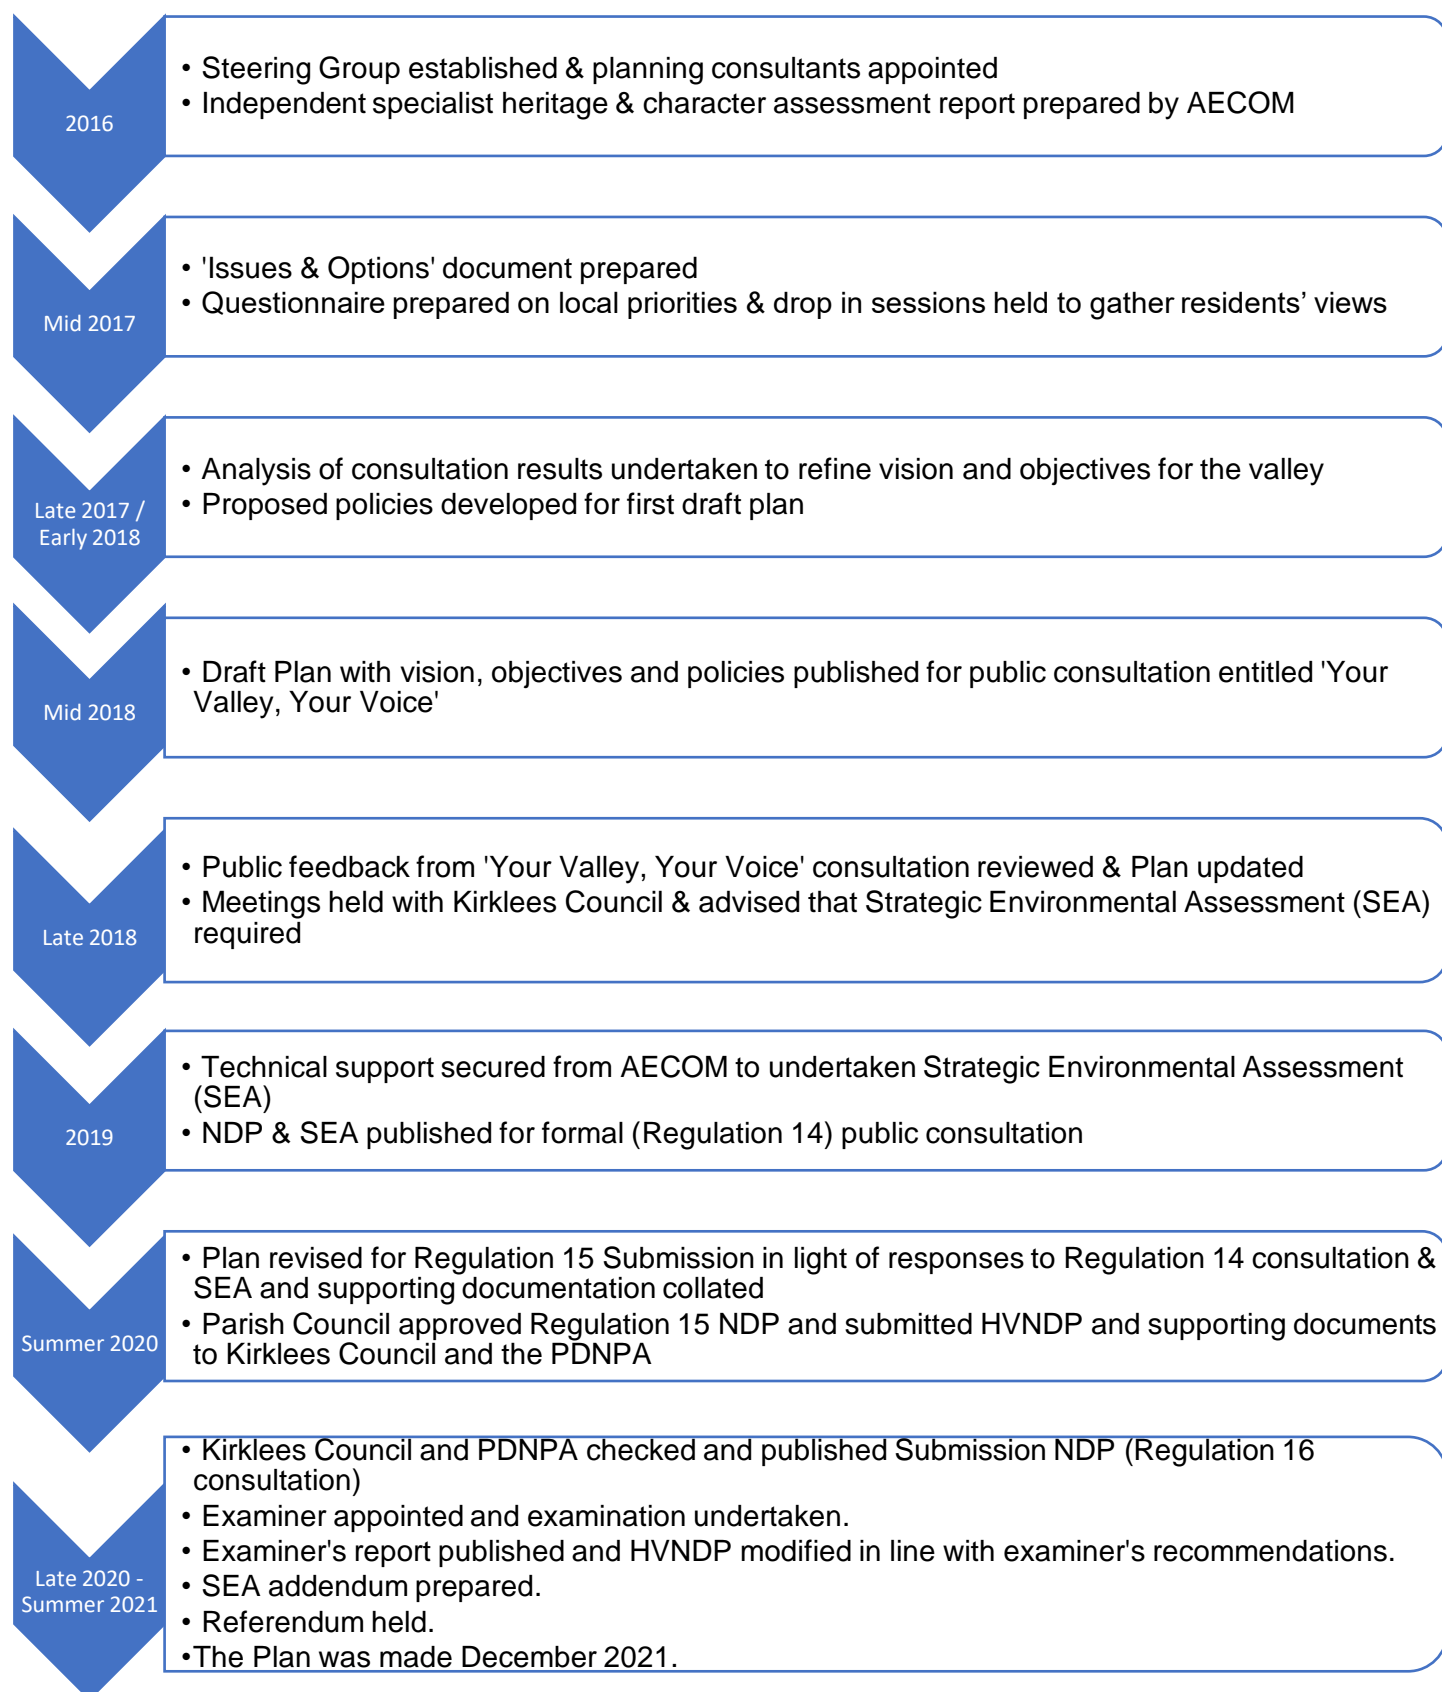 2016
• Steering Group established & planning consultants appointed
• Independent specialist heritage & character assessment report prepared by AECOM
Mid 2017
• 'Issues & Options' document prepared
• Questionnaire prepared on local priorities & drop in sessions held to gather residents’ views
Late 2017 /
Early 2018
• Analysis of consultation results undertaken to refine vision and objectives for the valley
• Proposed policies developed for first draft plan
Mid 2018
• Draft Plan with vision, objectives and policies published for public consultation entitled 'Your
Valley, Your Voice'
Late 2018
• Public feedback from 'Your Valley, Your Voice' consultation reviewed & Plan updated
• Meetings held with Kirklees Council & advised that Strategic Environmental Assessment (SEA)
required
2019
• Technical support secured from AECOM to undertaken Strategic Environmental Assessment
(SEA)
• NDP & SEA published for formal (Regulation 14) public consultation
Summer 2020
• Plan revised for Regulation 15 Submission in light of responses to Regulation 14 consultation &
SEA and supporting documentation collated
• Parish Council approved Regulation 15 NDP and submitted HVNDP and supporting documents
to Kirklees Council and the PDNPA
Late 2020 -
Summer 2021
• Kirklees Council and PDNPA checked and published Submission NDP (Regulation 16
consultation)
• Examiner appointed and examination undertaken.
• Examiner's report published and HVNDP modified in line with examiner's recommendations.
• SEA addendum prepared.
• Referendum held.
•The Plan was made December 2021.